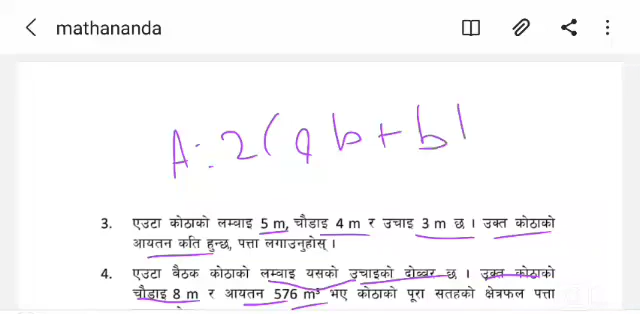 mathananda
A:2(ab+bl
3. एउटा कोठाको लम्वाइ 5 m, चौडाइ 4 m र उचाइ 3 m छ । उक्त कोठाको
आयतन कति हुन्छ, पत्ता लगाउनुहोस् ।
4. एउटा बैठक कोठाको लम्वाइ यसको उचाइको दोब्बर छ । उक्त कोठाको
चौडाइ 8 m र आयतन 576 m³ भए कोठाको पूरा सतहको क्षेत्रफल पत्ता